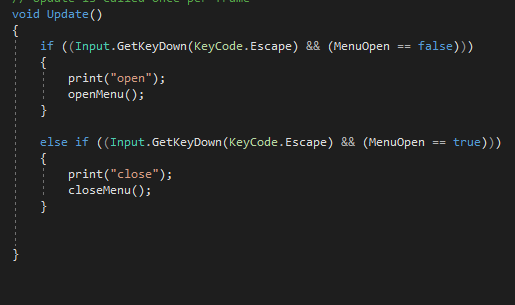 // Update is called once per frame
void Update()
{
if ((Input.GetKeyDown(KeyCode.Escape) && (MenuOpen == false)))
{
print("open");
openMenu();
}
else if ((Input.GetKeyDown(KeyCode.Escape) && (MenuOpen == true)))
{
print("close");
closeMenu();
}
}